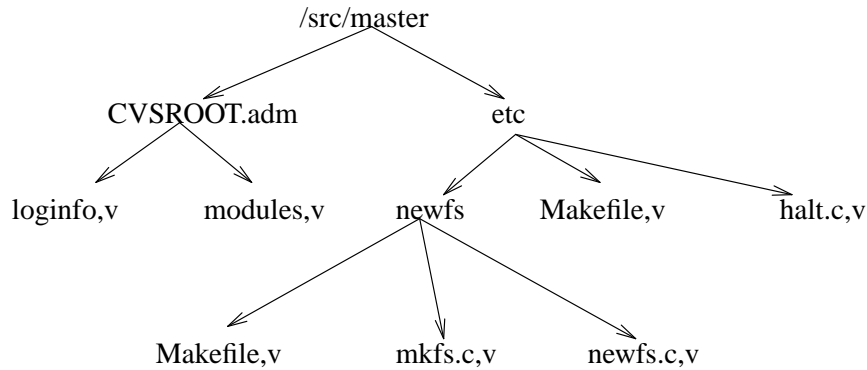 /src/master
CVSROOT.adm etc
loginfo,v modules,v newfs Makefile,v halt.c,v
Makefile,v mkfs.c,v newfs.c,v